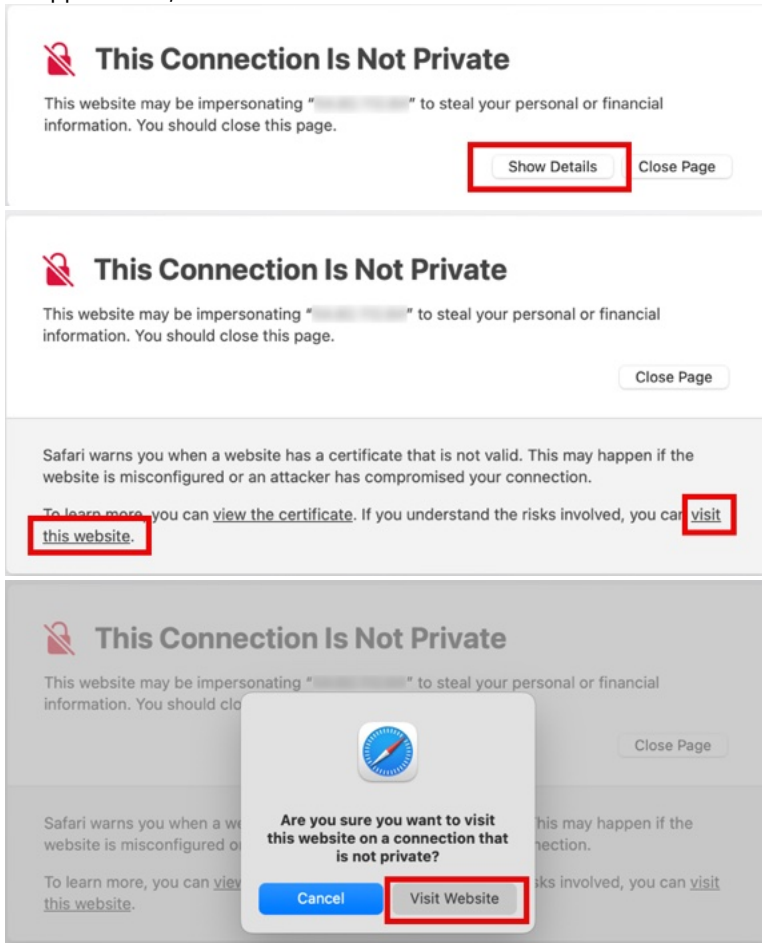 This Connection Is Not Private
This website may be impersonating “ ” to steal your personal or financial
information. You should close this page.
Show Details Close Page
This Connection Is Not Private
This website may be impersonating “ ” to steal your personal or financial
information. You should close this page.
Close Page
Safari warns you when a website has a certificate that is not valid. This may happen if the
website is misconfigured or an attacker has compromised your connection.
To learn more, you can view the certificate. If you understand the risks involved, you can visit
this website.
This Connection Is Not Private
This website may be impersonating “ ” to steal your personal or financial
information. You should clo
Close Page
Are you sure you want to visit
this website on a connection that
is not private?
Cancel Visit Website
Safari warns you when a we his may happen if the
website is misconfigured o nection.
To learn more, you can view sks involved, you can visit
this website.